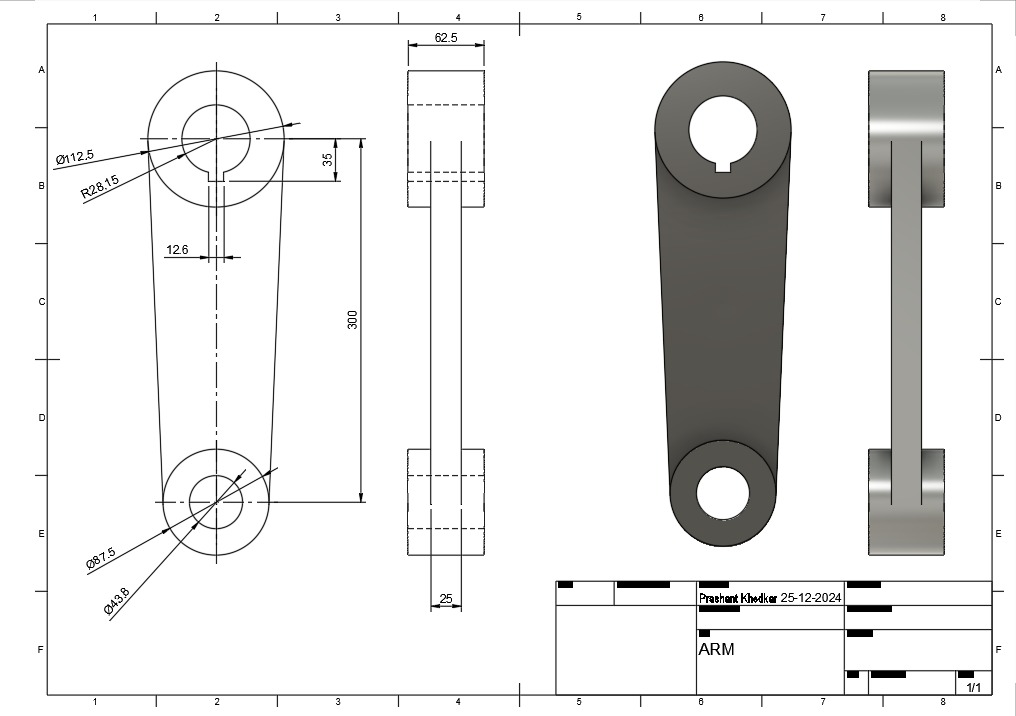 1 2 3 4 5 6 7 8
62.5
A A
Ø112.5
35
R28.15
B B
12.6
C C
300
D D
E E
Ø87.5
Ø43.8
25
Prashant Khedkar 25-12-2024
ARM
F F
1/1
1 2 3 4 5 6 7 8